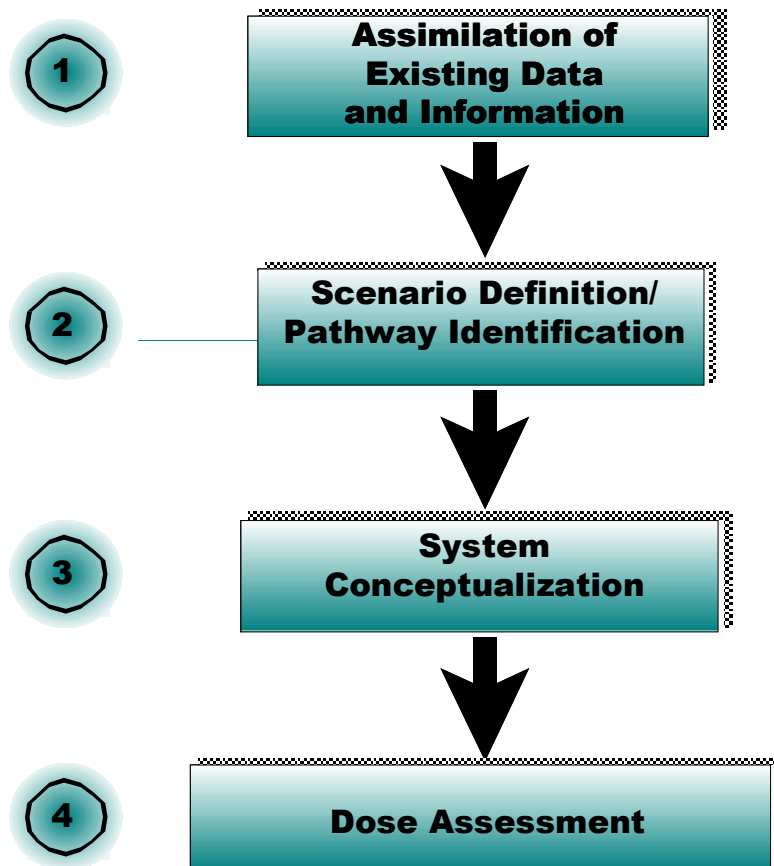 1
Assimilation of
Existing Data
and Information
2
Scenario Definition/
Pathway Identification
3
System
Conceptualization
4
Dose Assessment